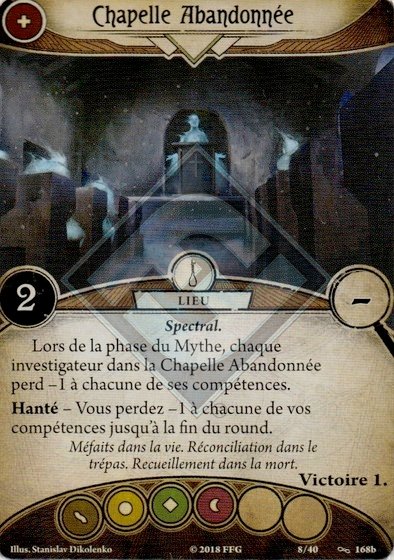 Chapelle Abandonnée
2
LIEU
-
Spectral.
Lors de la phase du Mythe, chaque
investigateur dans la Chapelle Abandonnée
perd –1 à chacune de ses compétences.
Hanté – Vous perdez –1 à chacune de vos
compétences jusqu'à la fin du round.
Méfaits dans la vie. Réconciliation dans le
trépas. Recueillement dans la mort.
Victoire 1.
Illus. Stanislav Dikolenko © 2018 FFG 8/40 168b